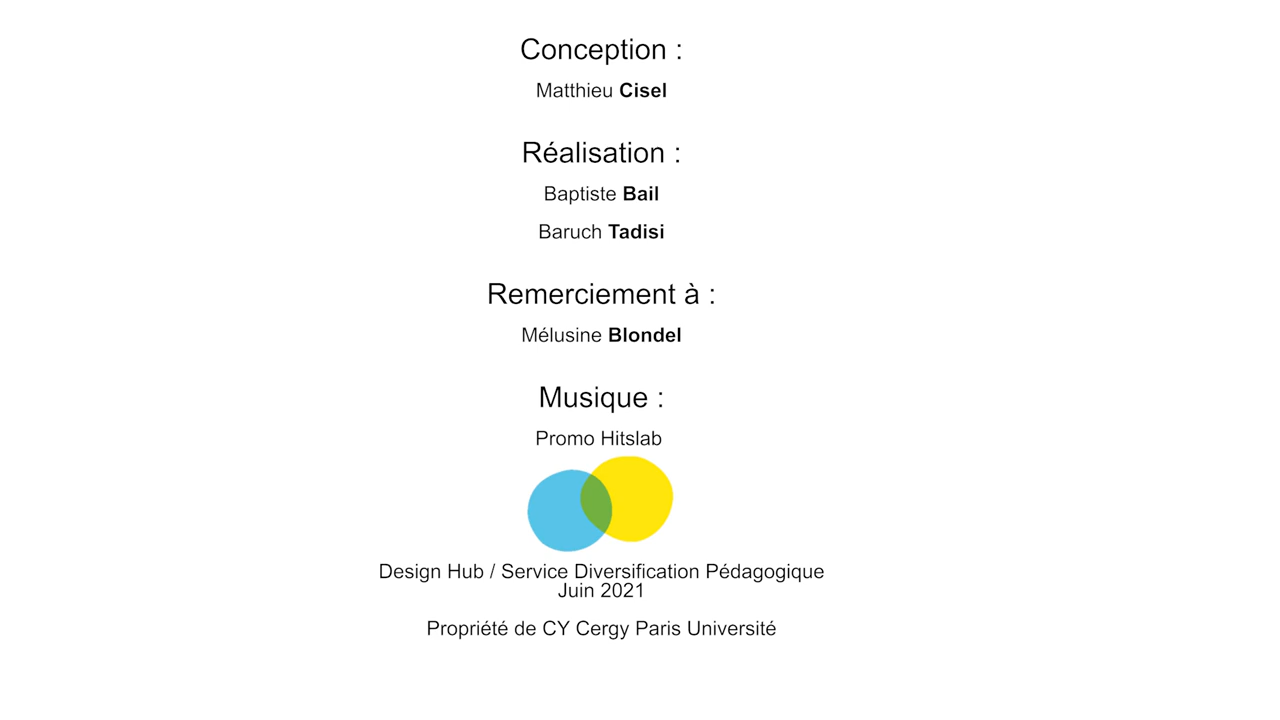 Conception :
Matthieu Cisel
Réalisation :
Baptiste Bail
Baruch Tadisi
Remerciement à :
Mélusine Blondel
Musique :
Promo Hitslab
Design Hub / Service Diversification Pédagogique
Juin 2021
Propriété de CY Cergy Paris Université